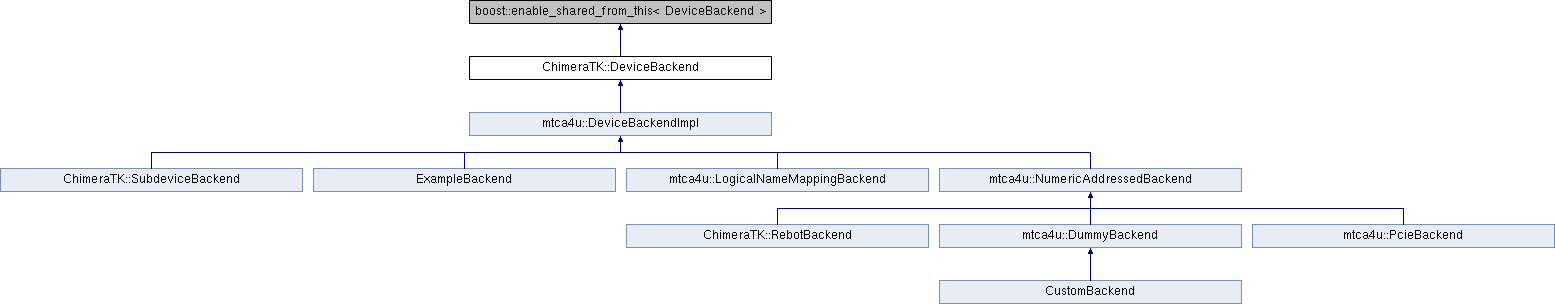 boost::enable_shared_from_this< DeviceBackend >
ChimeraTK::DeviceBackend
mtca4u::DeviceBackendImpl
ChimeraTK::SubdeviceBackend
ExampleBackend
mtca4u::LogicalNameMappingBackend
mtca4u::NumericAddressedBackend
ChimeraTK::RebotBackend
mtca4u::DummyBackend
mtca4u::PcieBackend
CustomBackend